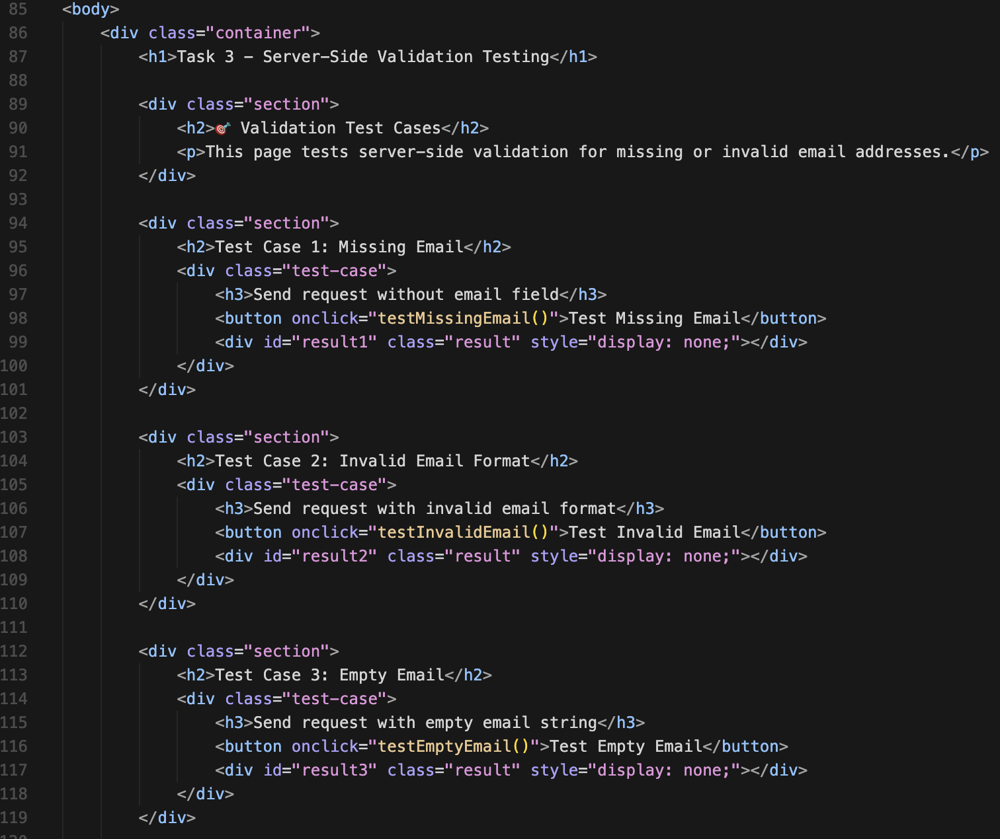 85 <body>
86 <div class="container">
87 <h1>Task 3 - Server-Side Validation Testing</h1>
88
89 <div class="section">
90 <h2>🎯 Validation Test Cases</h2>
91 <p>This page tests server-side validation for missing or invalid email addresses.</p>
92 </div>
93
94 <div class="section">
95 <h2>Test Case 1: Missing Email</h2>
96 <div class="test-case">
97 <h3>Send request without email field</h3>
98 <button onclick="testMissingEmail()">Test Missing Email</button>
99 <div id="result1" class="result" style="display: none;"></div>
100 </div>
101 </div>
102
103 <div class="section">
104 <h2>Test Case 2: Invalid Email Format</h2>
105 <div class="test-case">
106 <h3>Send request with invalid email format</h3>
107 <button onclick="testInvalidEmail()">Test Invalid Email</button>
108 <div id="result2" class="result" style="display: none;"></div>
109 </div>
110 </div>
111
112 <div class="section">
113 <h2>Test Case 3: Empty Email</h2>
114 <div class="test-case">
115 <h3>Send request with empty email string</h3>
116 <button onclick="testEmptyEmail()">Test Empty Email</button>
117 <div id="result3" class="result" style="display: none;"></div>
118 </div>
119 </div>